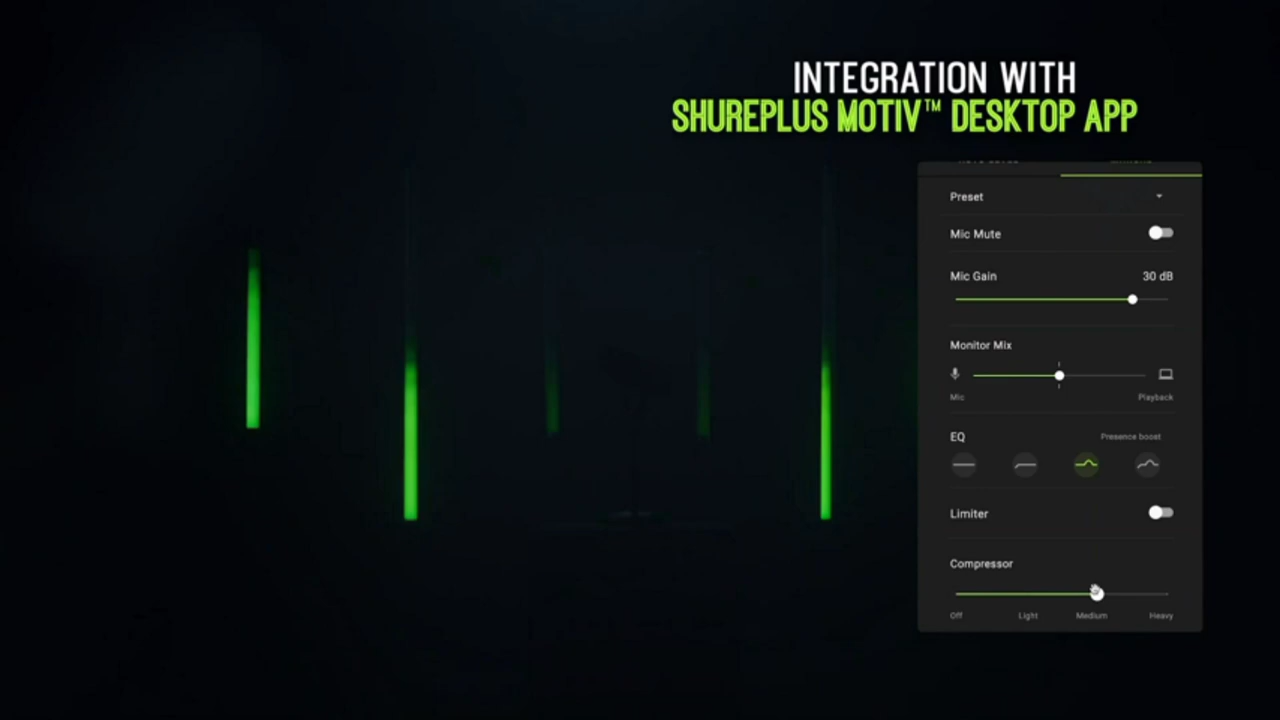 INTEGRATION WITH
SHUREPLUS MOTIV™ DESKTOP APP
Preset
Mic Mute
Mic Gain 30 dB
Monitor Mix
Mic Playback
EQ Presence boost
Limiter
Compressor
Off Light Medium Heavy